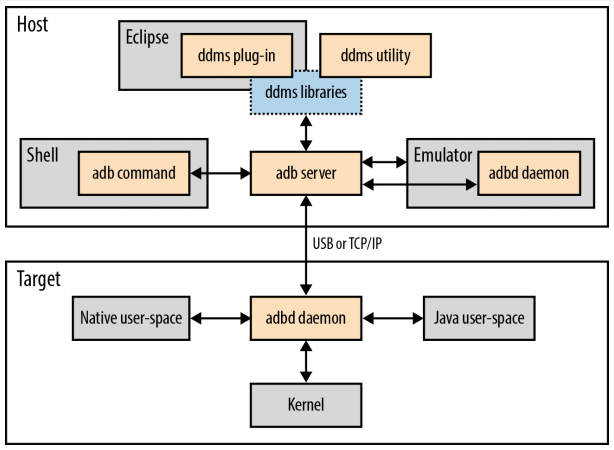 Host
Eclipse
ddms plug-in
ddms utility
ddms libraries
Shell
adb command
adb server
Emulator
adbd daemon
USB or TCP/IP
Target
Native user-space
adbd daemon
Java user-space
Kernel